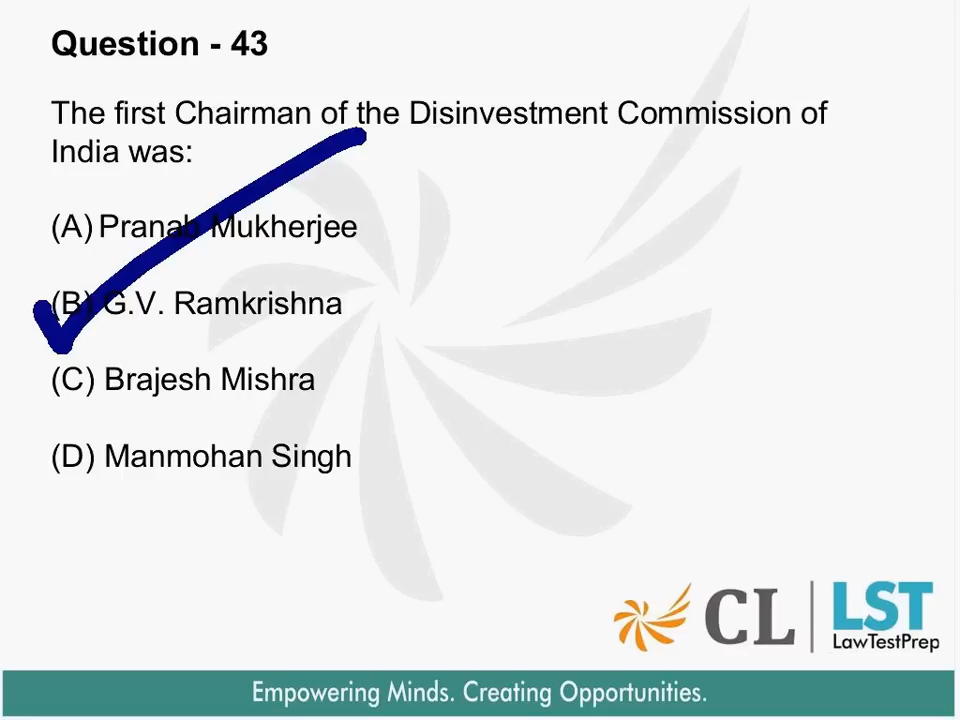 Question - 43
The first Chairman of the Disinvestment Commission of
India was:
(A) Pranab Mukherjee
(B) G.V. Ramkrishna
(C) Brajesh Mishra
(D) Manmohan Singh
CL LST
LawTestPrep
Empowering Minds. Creating Opportunities.